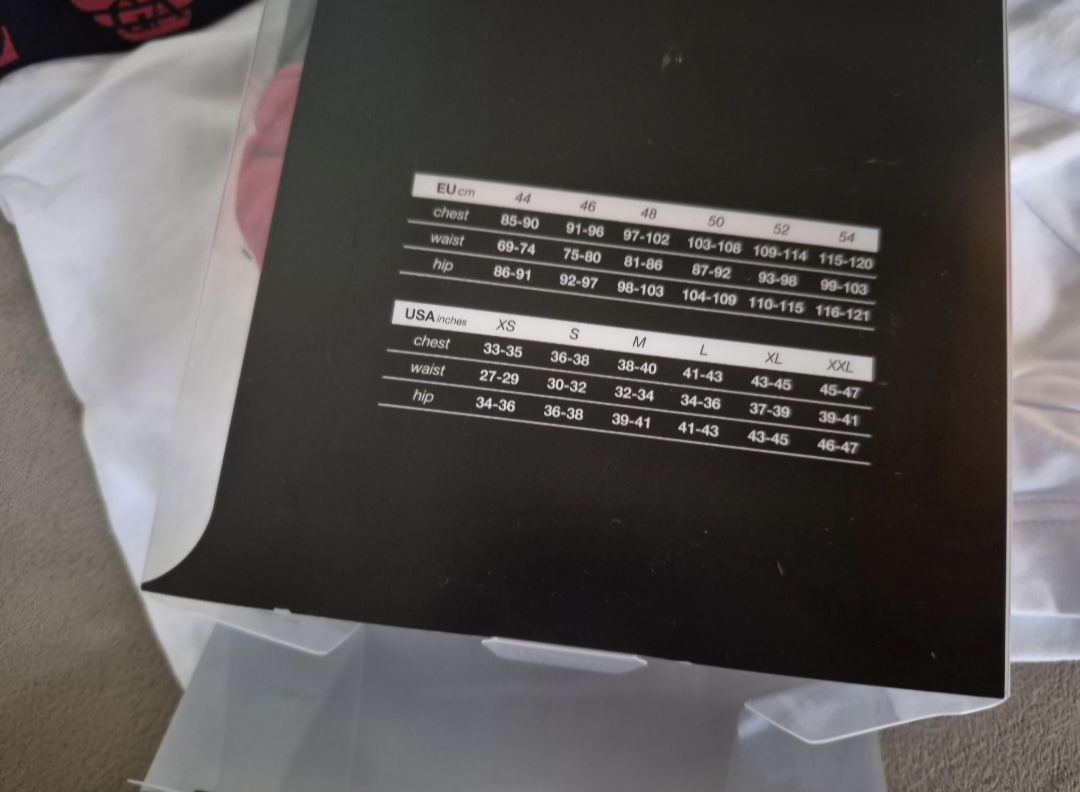 EU cm 44 46 48 50 52 54
chest 85-90 91-96 97-102 103-108 109-114 115-120
waist 69-74 75-80 81-86 87-92 93-98 99-103
hip 86-91 92-97 98-103 104-109 110-115 116-121
USA inches XS S M L XL XXL
chest 33-35 36-38 38-40 41-43 43-45 45-47
waist 27-29 30-32 32-34 34-36 37-39 39-41
hip 34-36 36-38 39-41 41-43 43-45 46-47